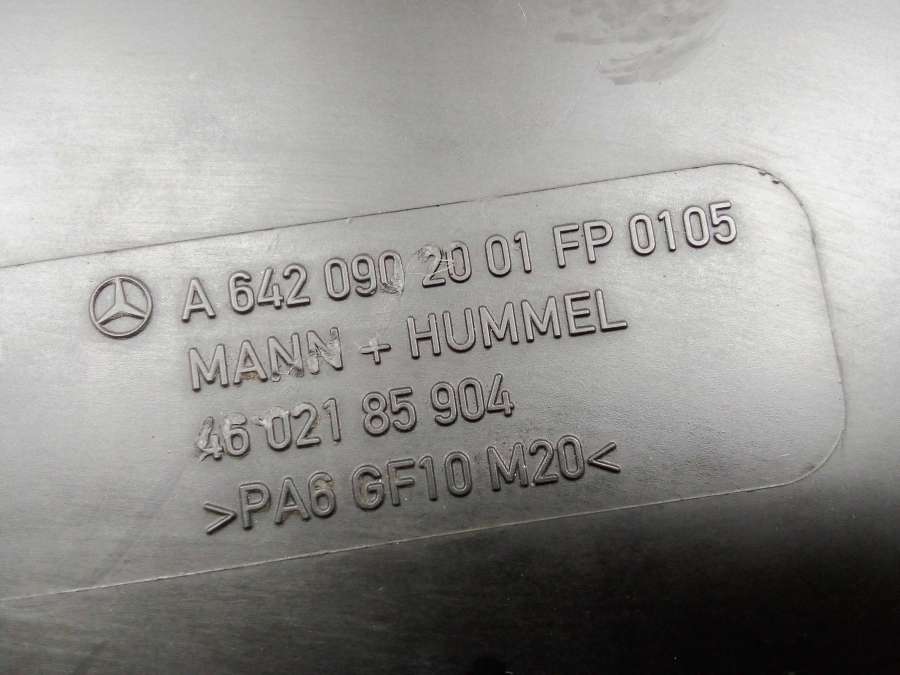 A 642 090 20 01 FP 0105
MANN + HUMMEL
46 021 85 904
>PA6 GF10 M20<